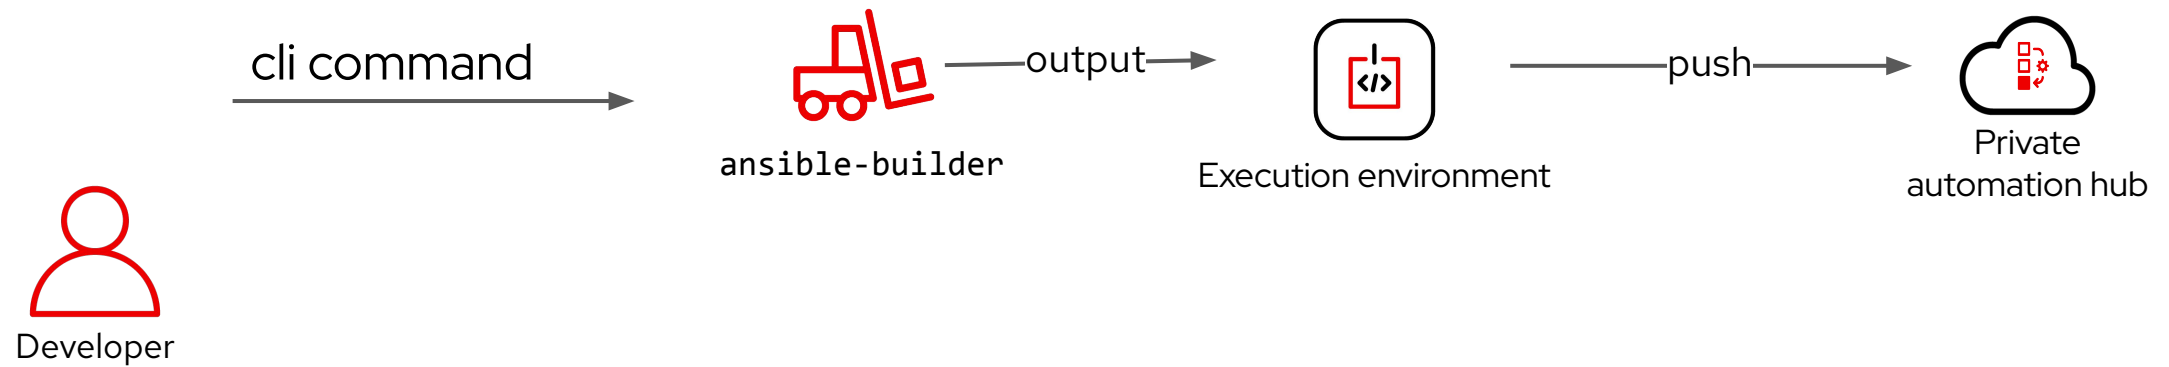 cli command
output
push
ansible-builder
Execution environment
Private
automation hub
Developer